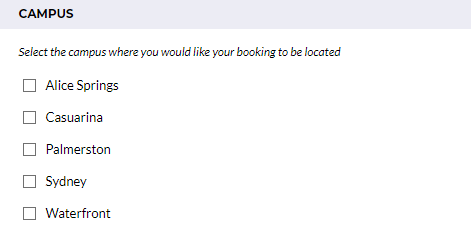 CAMPUS
Select the campus where you would like your booking to be located
Alice Springs
Casuarina
Palmerston
Sydney
Waterfront